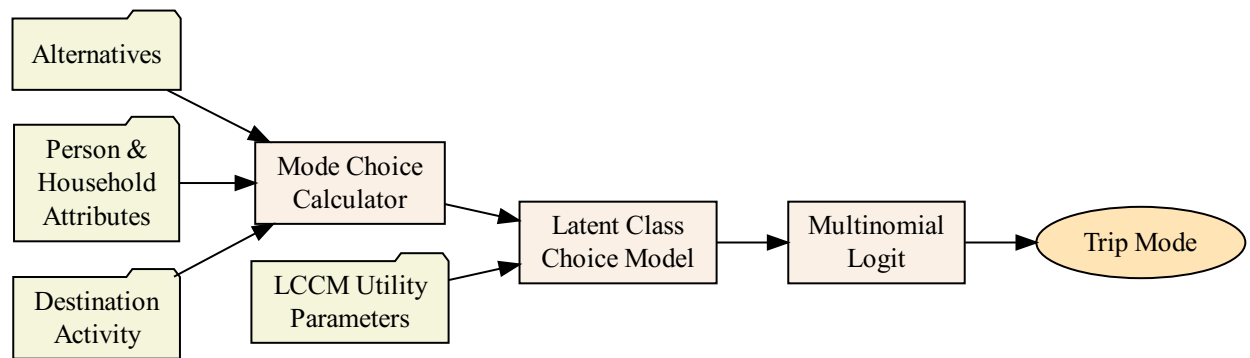 Alternatives
Person &
Household
Attributes
Destination
Activity
Mode Choice
Calculator
LCCM Utility
Parameters
Latent Class
Choice Model
Multinomial
Logit
Trip Mode